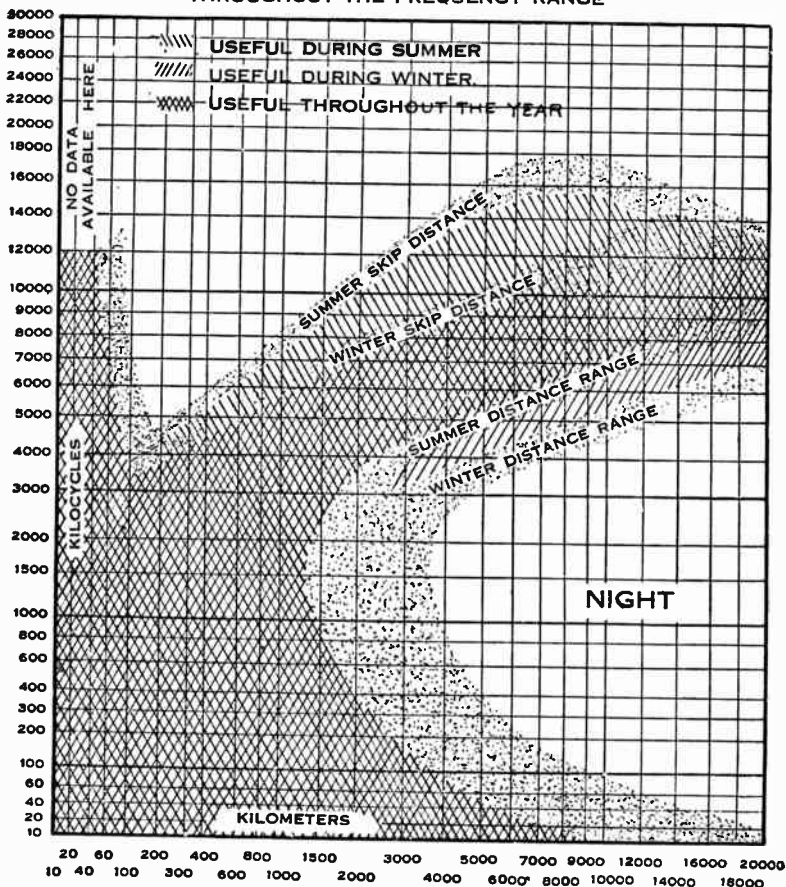 THROUGHOUT THE FREQUENCY RANGE
30000
28000
26000
24000
22000
20000
18000
16000
14000
12000
10000
9000
8000
7000
6000
5000
4000
3000
2000
1500
1000
800
600
400
300
200
100
60
40
20
10
USEFUL DURING SUMMER
USEFUL DURING WINTER.
USEFUL THROUGHOUT THE YEAR
NO DATA
AVAILABLE HERE
SUMMER SKIP DISTANCE
WINTER SKIP DISTANCE
SUMMER DISTANCE RANGE
WINTER DISTANCE RANGE
KILOCYCLES
NIGHT
KILOMETERS
20 60 200 400 800 1500 3000 5000 7000 9000 12000 16000 20000
10 40 100 300 600 1000 2000 4000 6000 8000 10000 14000 18000